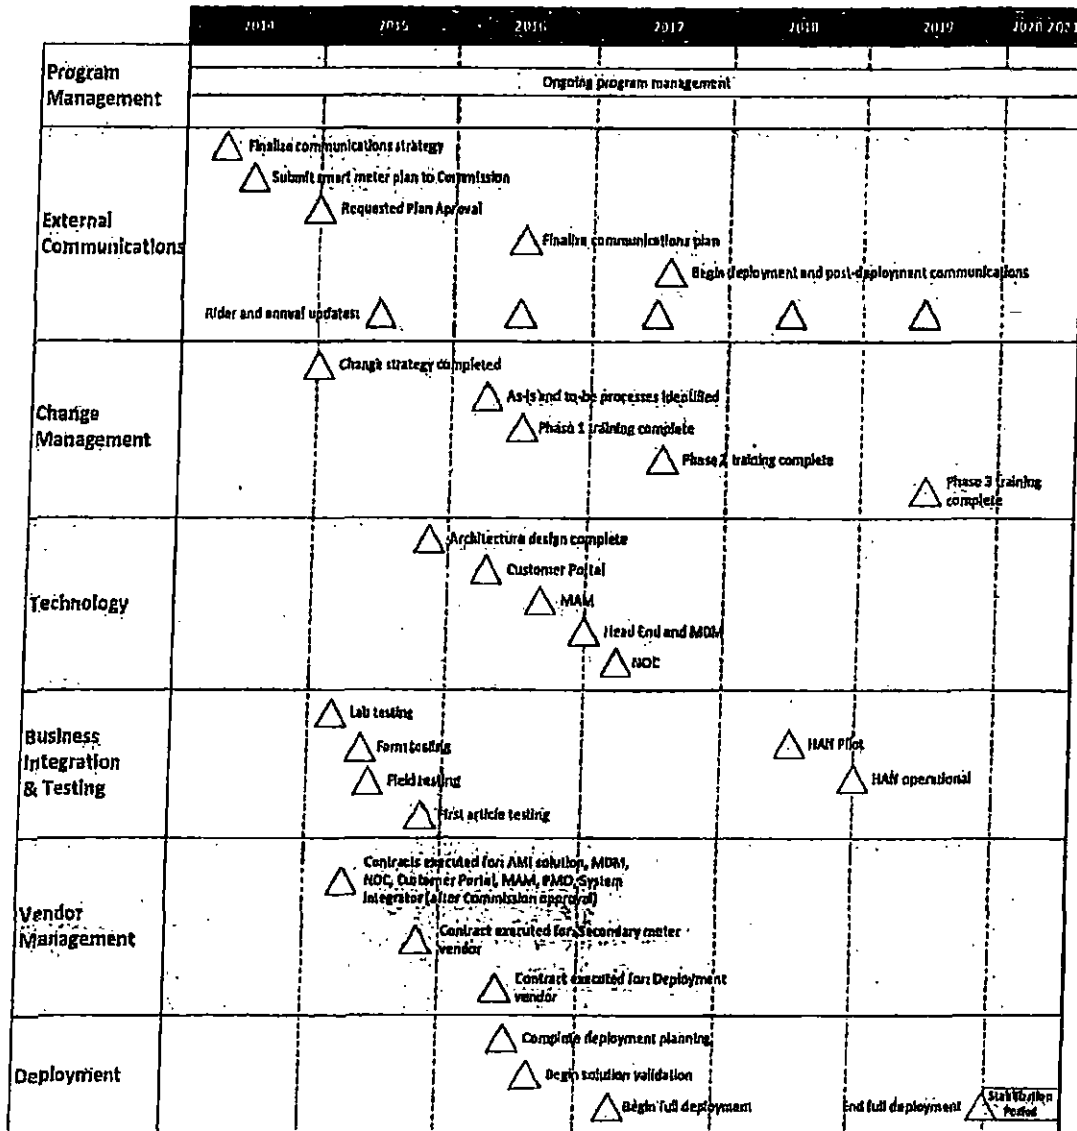 2014 2015 2016 2017 2018 2019 2020 2021
Program
Management
Ongoing program management
External
Communications
Finalize communications strategy
Submit smart meter plan to Commission
Requested Plan Aproval
Finalize communications plan
Begin deployment and post-deployment communications
Rider and annual updates:
Change
Management
Change strategy completed
As-is and to-be processes identified
Phase 1 training complete
Phase 2 training complete
Phase 3 training
complete
Technology
Architecture design complete
Customer Portal
MAM
Head End and MDM
NOC
Business
Integration
& Testing
Lab testing
Form testing
Field testing
First article testing
HAN Pilot
HAN operational
Vendor
Management
Contracts executed for: AMI solution, MDM,
NOC, Customer Portal, MAM, PMO, System
Integrator (after Commission approval)
Contract executed for: Secondary meter
vendor
Contract executed for: Deployment
vendor
Deployment
Complete deployment planning
Begin solution validation
Begin full deployment
End full deployment
Stabilization
Period